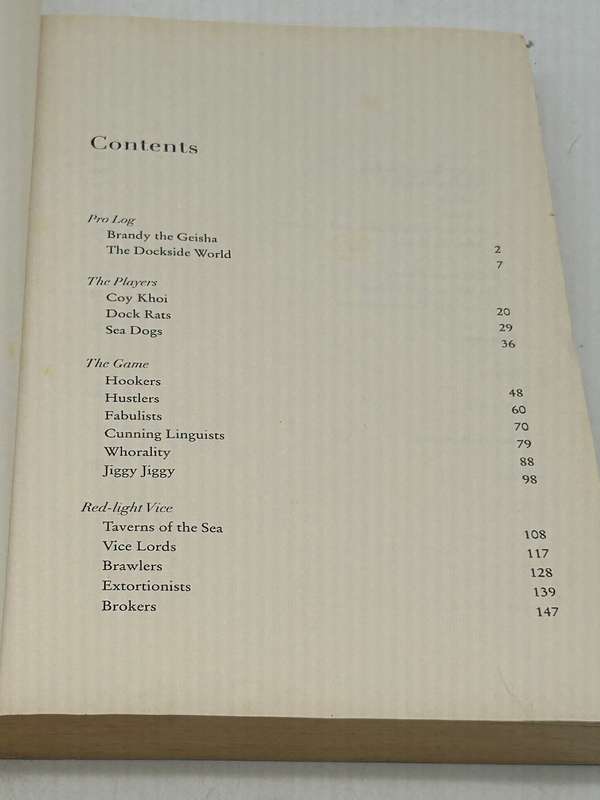 Contents
Pro Log
Brandy the Geisha 2
The Dockside World 7
The Players
Coy Khoi 20
Dock Rats 29
Sea Dogs 36
The Game
Hookers 48
Hustlers 60
Fabulists 70
Cunning Linguists 79
Whorality 88
Jiggy Jiggy 98
Red-light Vice
Taverns of the Sea 108
Vice Lords 117
Brawlers 128
Extortionists 139
Brokers 147